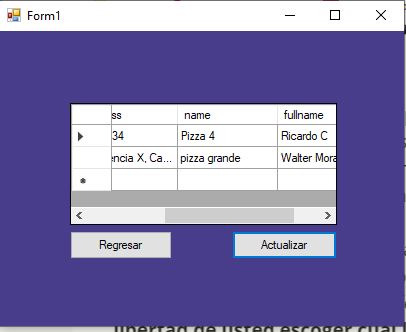 Form1
ss name fullname
34 Pizza 4 Ricardo C
encia X, Ca... pizza grande Walter Mora
Regresar Actualizar
libertad de usted escoger cual